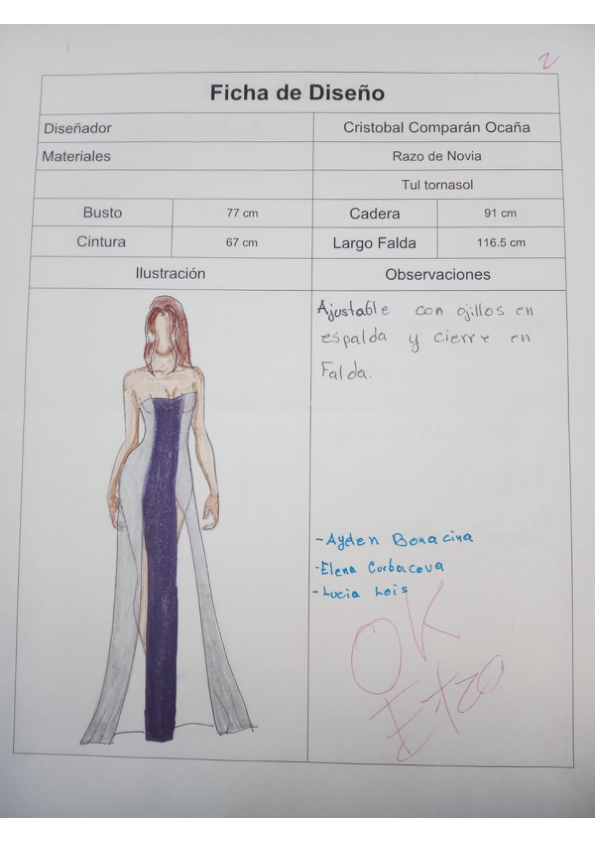 2
Ficha de Diseño
Diseñador Cristobal Comparán Ocaña
Materiales Razo de Novia
Tul tornasol
Busto 77 cm Cadera 91 cm
Cintura 67 cm Largo Falda 116.5 cm
Ilustración Observaciones
Ajustable con ojillos en
espalda y cierre en
Falda.
-Ayden Bonacina
-Elena Corbacova
-Lucia Lois
OK